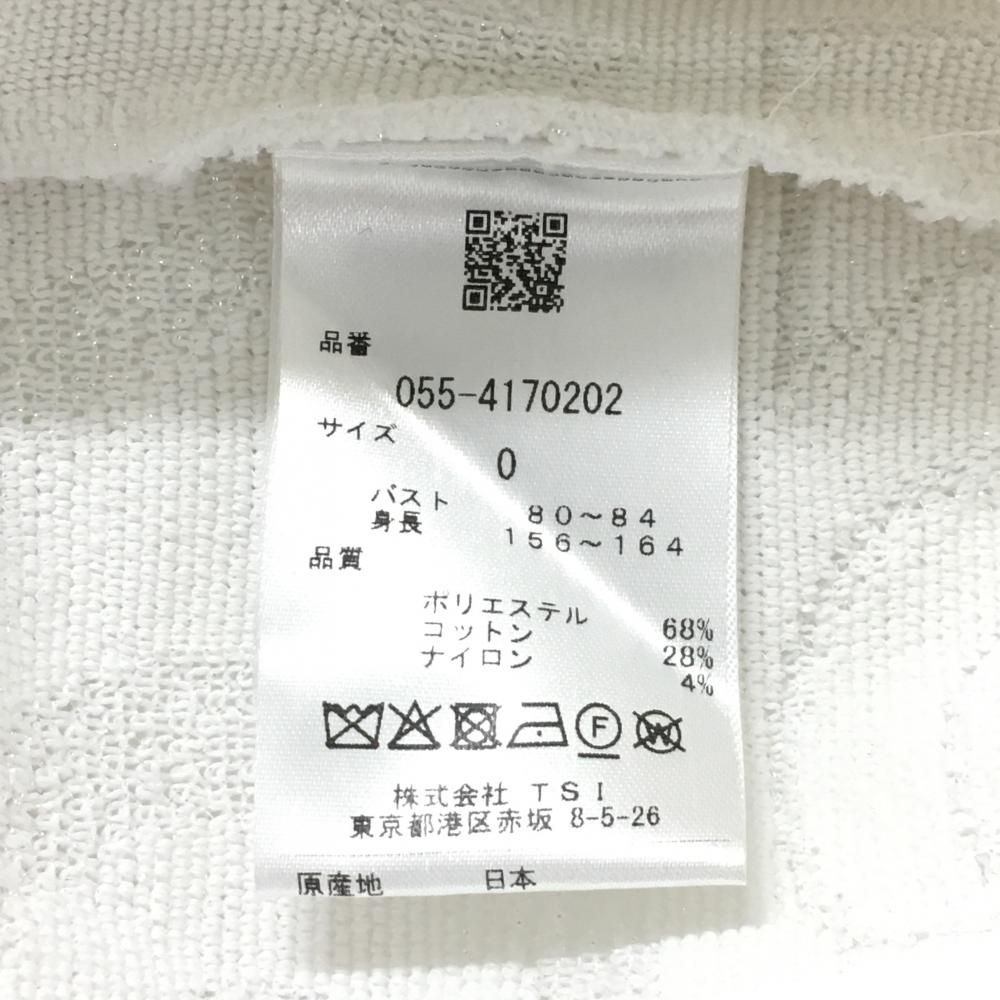 品番
055-4170202
サイズ
0
バスト 80～84
身長 156～164
品質
ポリエステル 68%
コットン 28%
ナイロン 4%
F W
株式会社 TSI
東京都港区赤坂 8-5-26
原産地 日本